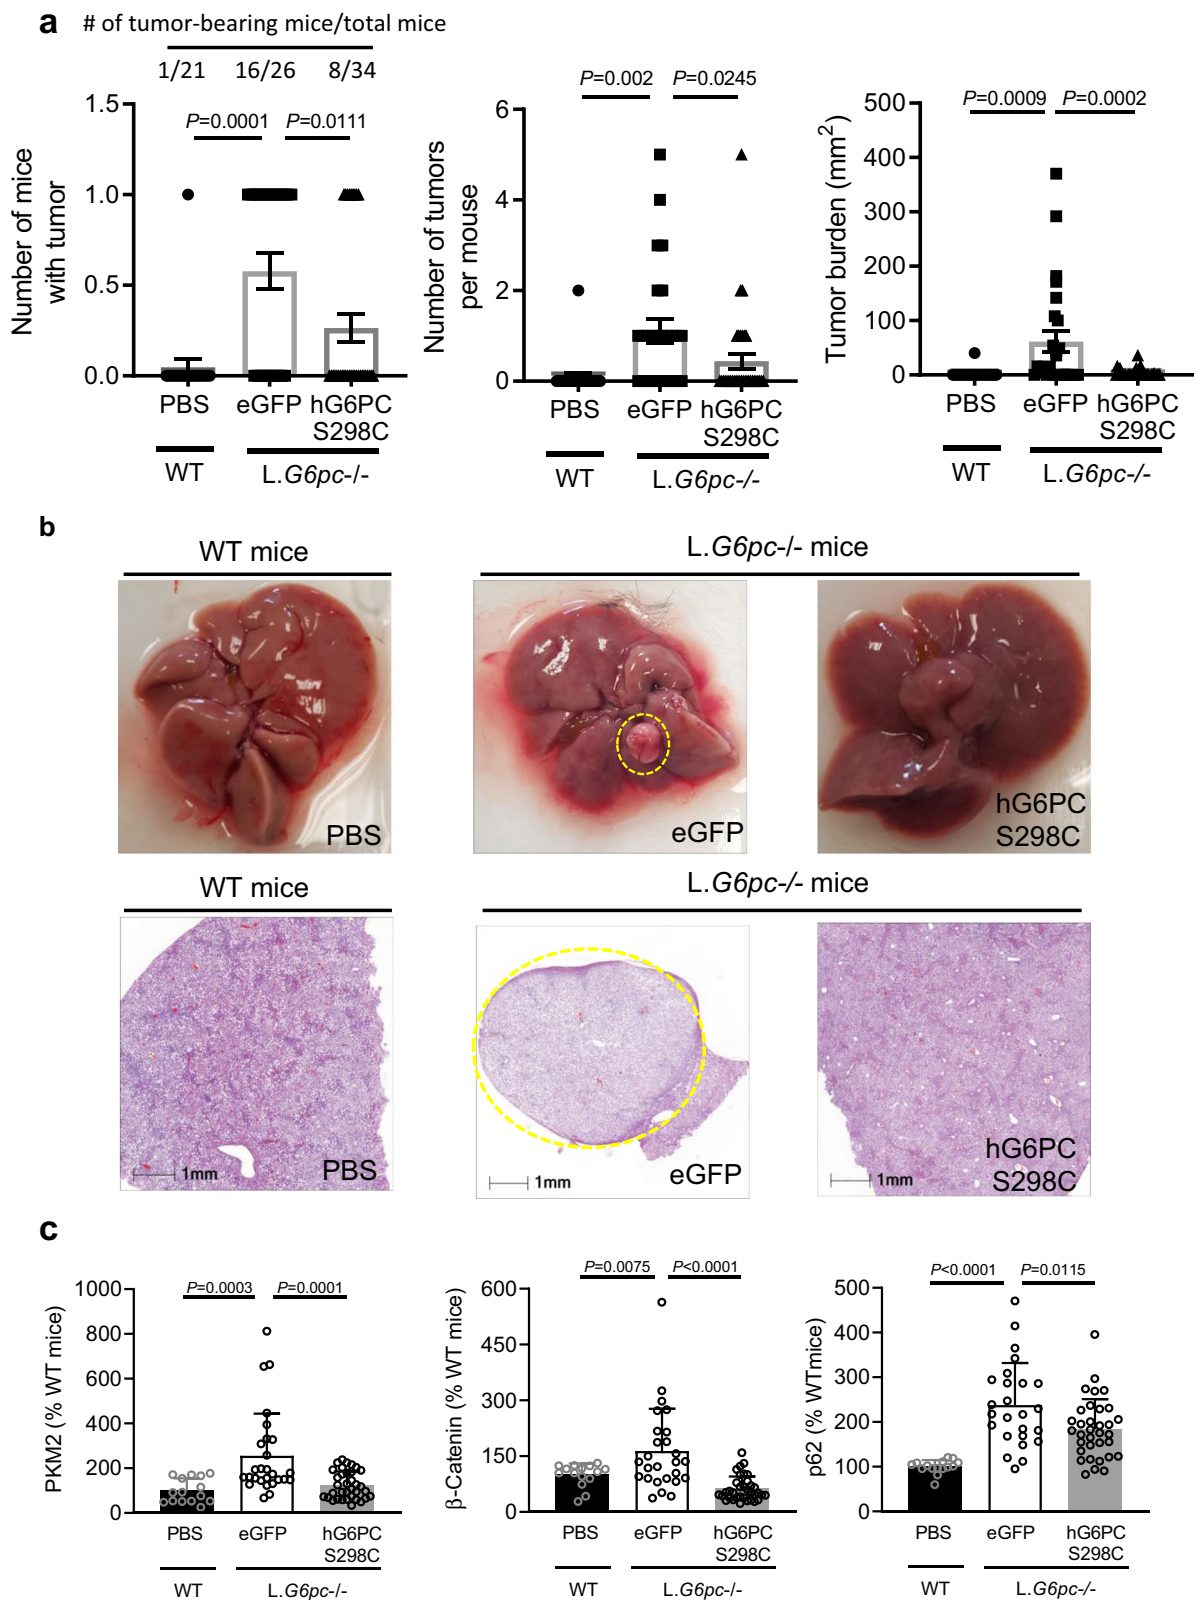 a # of tumor-bearing mice/total mice
1/21 16/26 8/34
P=0.0001 P=0.0111
Number of mice
with tumor
1.5
1.0
0.5
0.0
PBS eGFP hG6PC
S298C
WT L.G6pc-/-
P=0.002 P=0.0245
Number of tumors
per mouse
6
4
2
0
PBS eGFP hG6PC
S298C
WT L.G6pc-/-
P=0.0009 P=0.0002
Tumor burden (mm2)
500
400
300
200
100
0
PBS eGFP hG6PC
S298C
WT L.G6pc-/-
b
WT mice L.G6pc-/- mice
PBS eGFP hG6PC
S298C
WT mice L.G6pc-/- mice
1mm PBS
1mm eGFP
1mm hG6PC
S298C
c
P=0.0003 P=0.0001
PKM2 (% WT mice)
1000
800
600
400
200
0
PBS eGFP hG6PC
S298C
WT L.G6pc-/-
P=0.0075 P<0.0001
β-Catenin (% WT mice)
600
450
300
150
0
PBS eGFP hG6PC
S298C
WT L.G6pc-/-
P<0.0001 P=0.0115
p62 (% WTmice)
500
400
300
200
100
0
PBS eGFP hG6PC
S298C
WT L.G6pc-/-